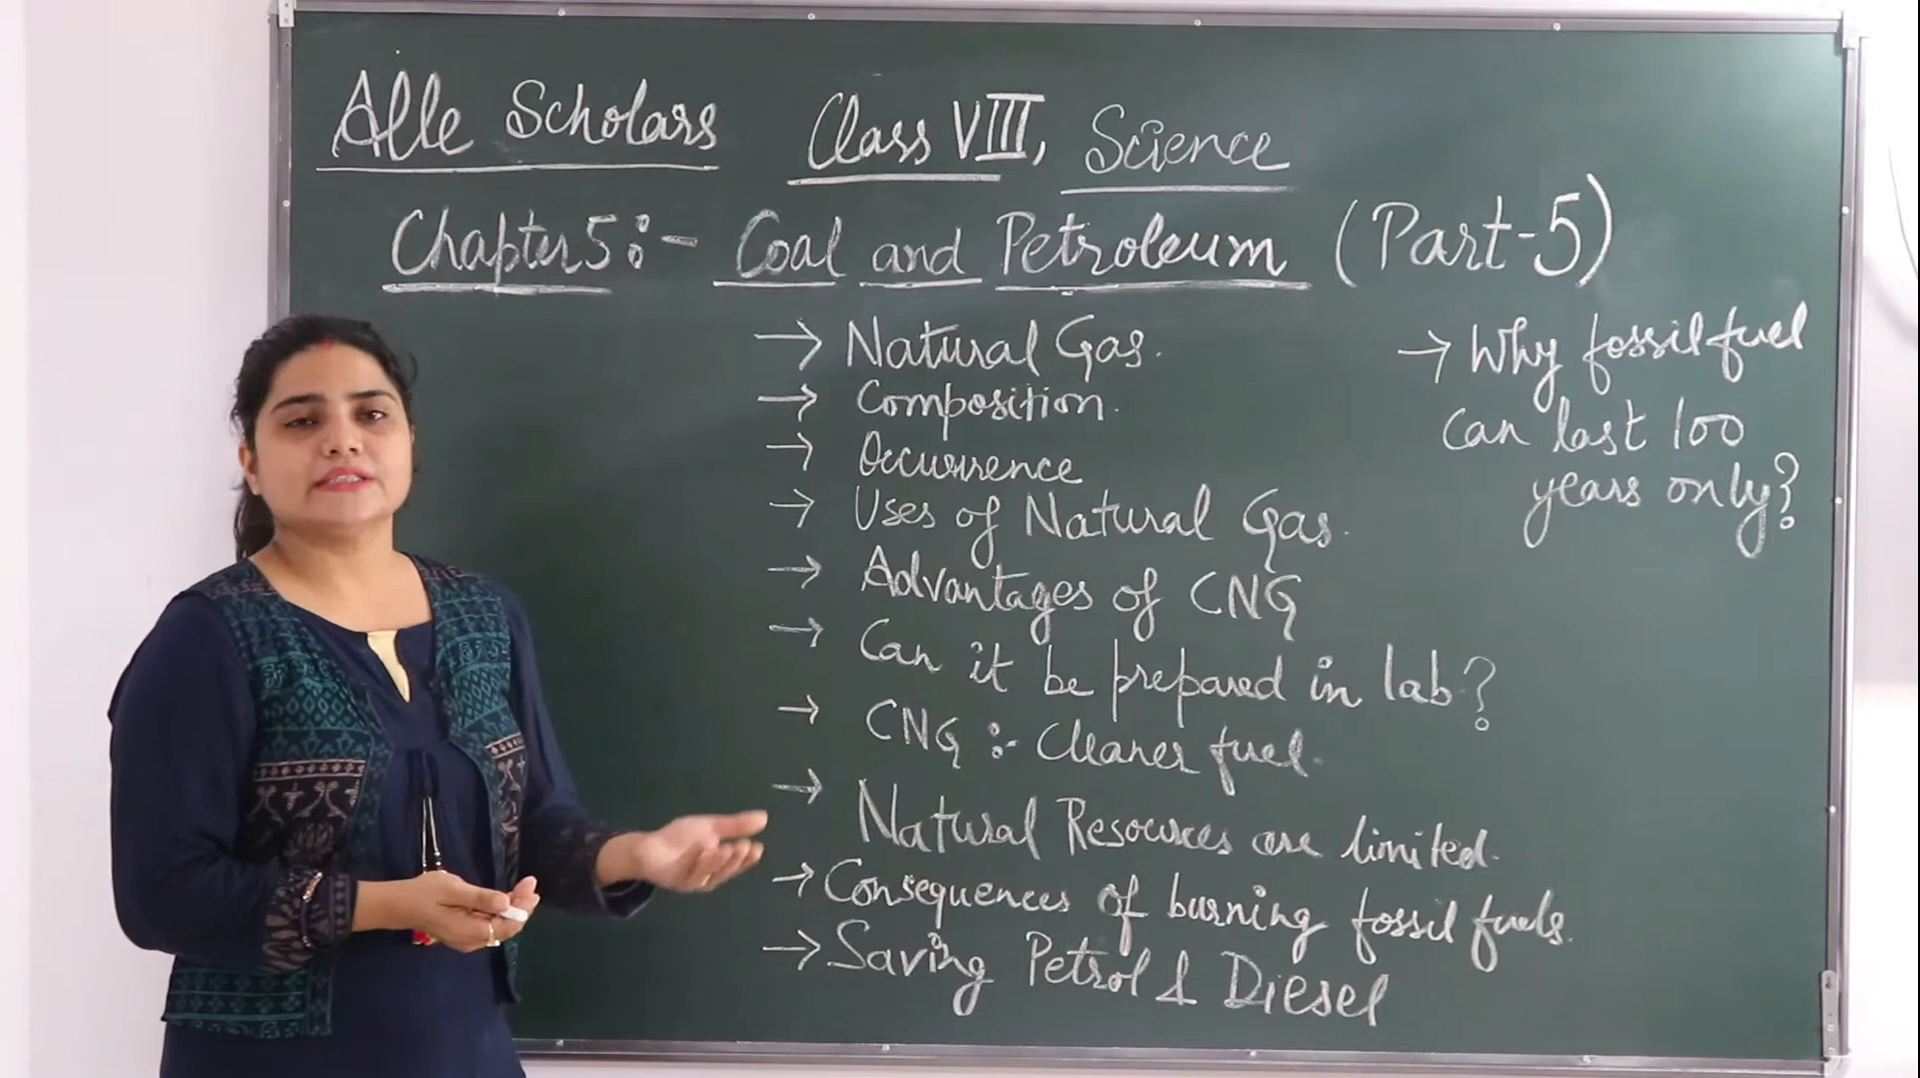 Alle Scholars Class VIII, Science
Chapter 5 :- Coal and Petroleum (Part-5)
→ Natural Gas.
→ Composition.
→ Occurrence
→ Uses of Natural Gas.
→ Advantages of CNG
→ Can it be prepared in lab?
→ CNG :- Cleaner fuel.
→ Natural Resources are limited.
→ Consequences of burning fossil fuels.
→ Saving Petrol & Diesel
→ Why fossil fuel
can last 100
years only?